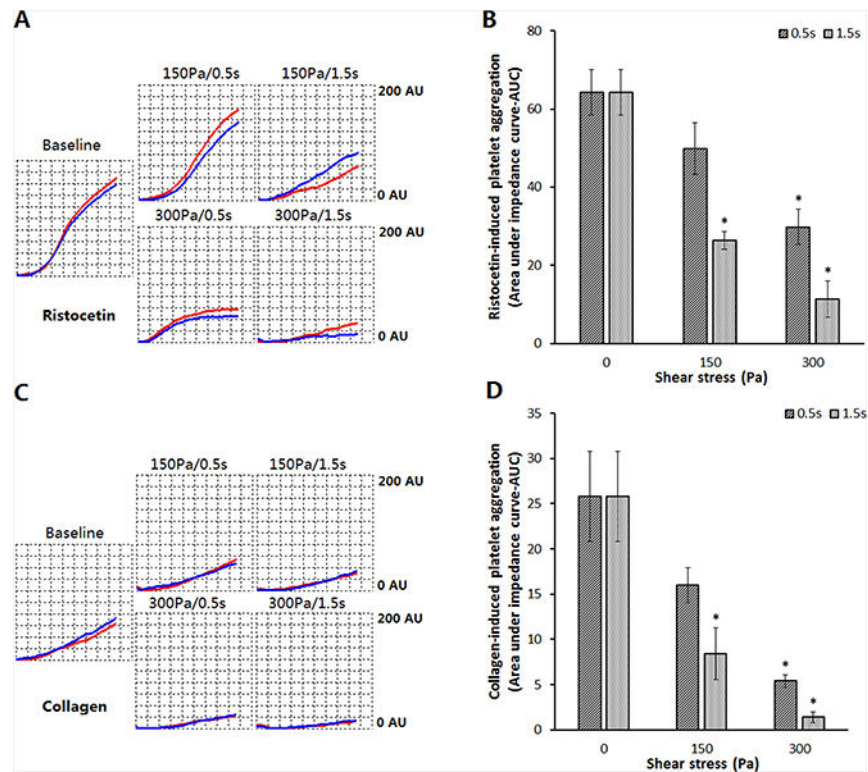 A
150Pa/0.5s
150Pa/1.5s
200 AU
Baseline
0 AU
300Pa/0.5s
300Pa/1.5s
200 AU
Ristocetin
0 AU
B
0.5s
1.5s
Ristocetin-induced platelet aggregation
(Area under impedance curve-AUC)
80
60
40
20
0
*
*
*
0
150
300
Shear stress (Pa)
C
150Pa/0.5s
150Pa/1.5s
200 AU
Baseline
0 AU
300Pa/0.5s
300Pa/1.5s
200 AU
Collagen
0 AU
D
0.5s
1.5s
Collagen-induced platelet aggregation
(Area under impedance curve-AUC)
35
30
25
20
15
10
5
0
*
*
*
0
150
300
Shear stress (Pa)